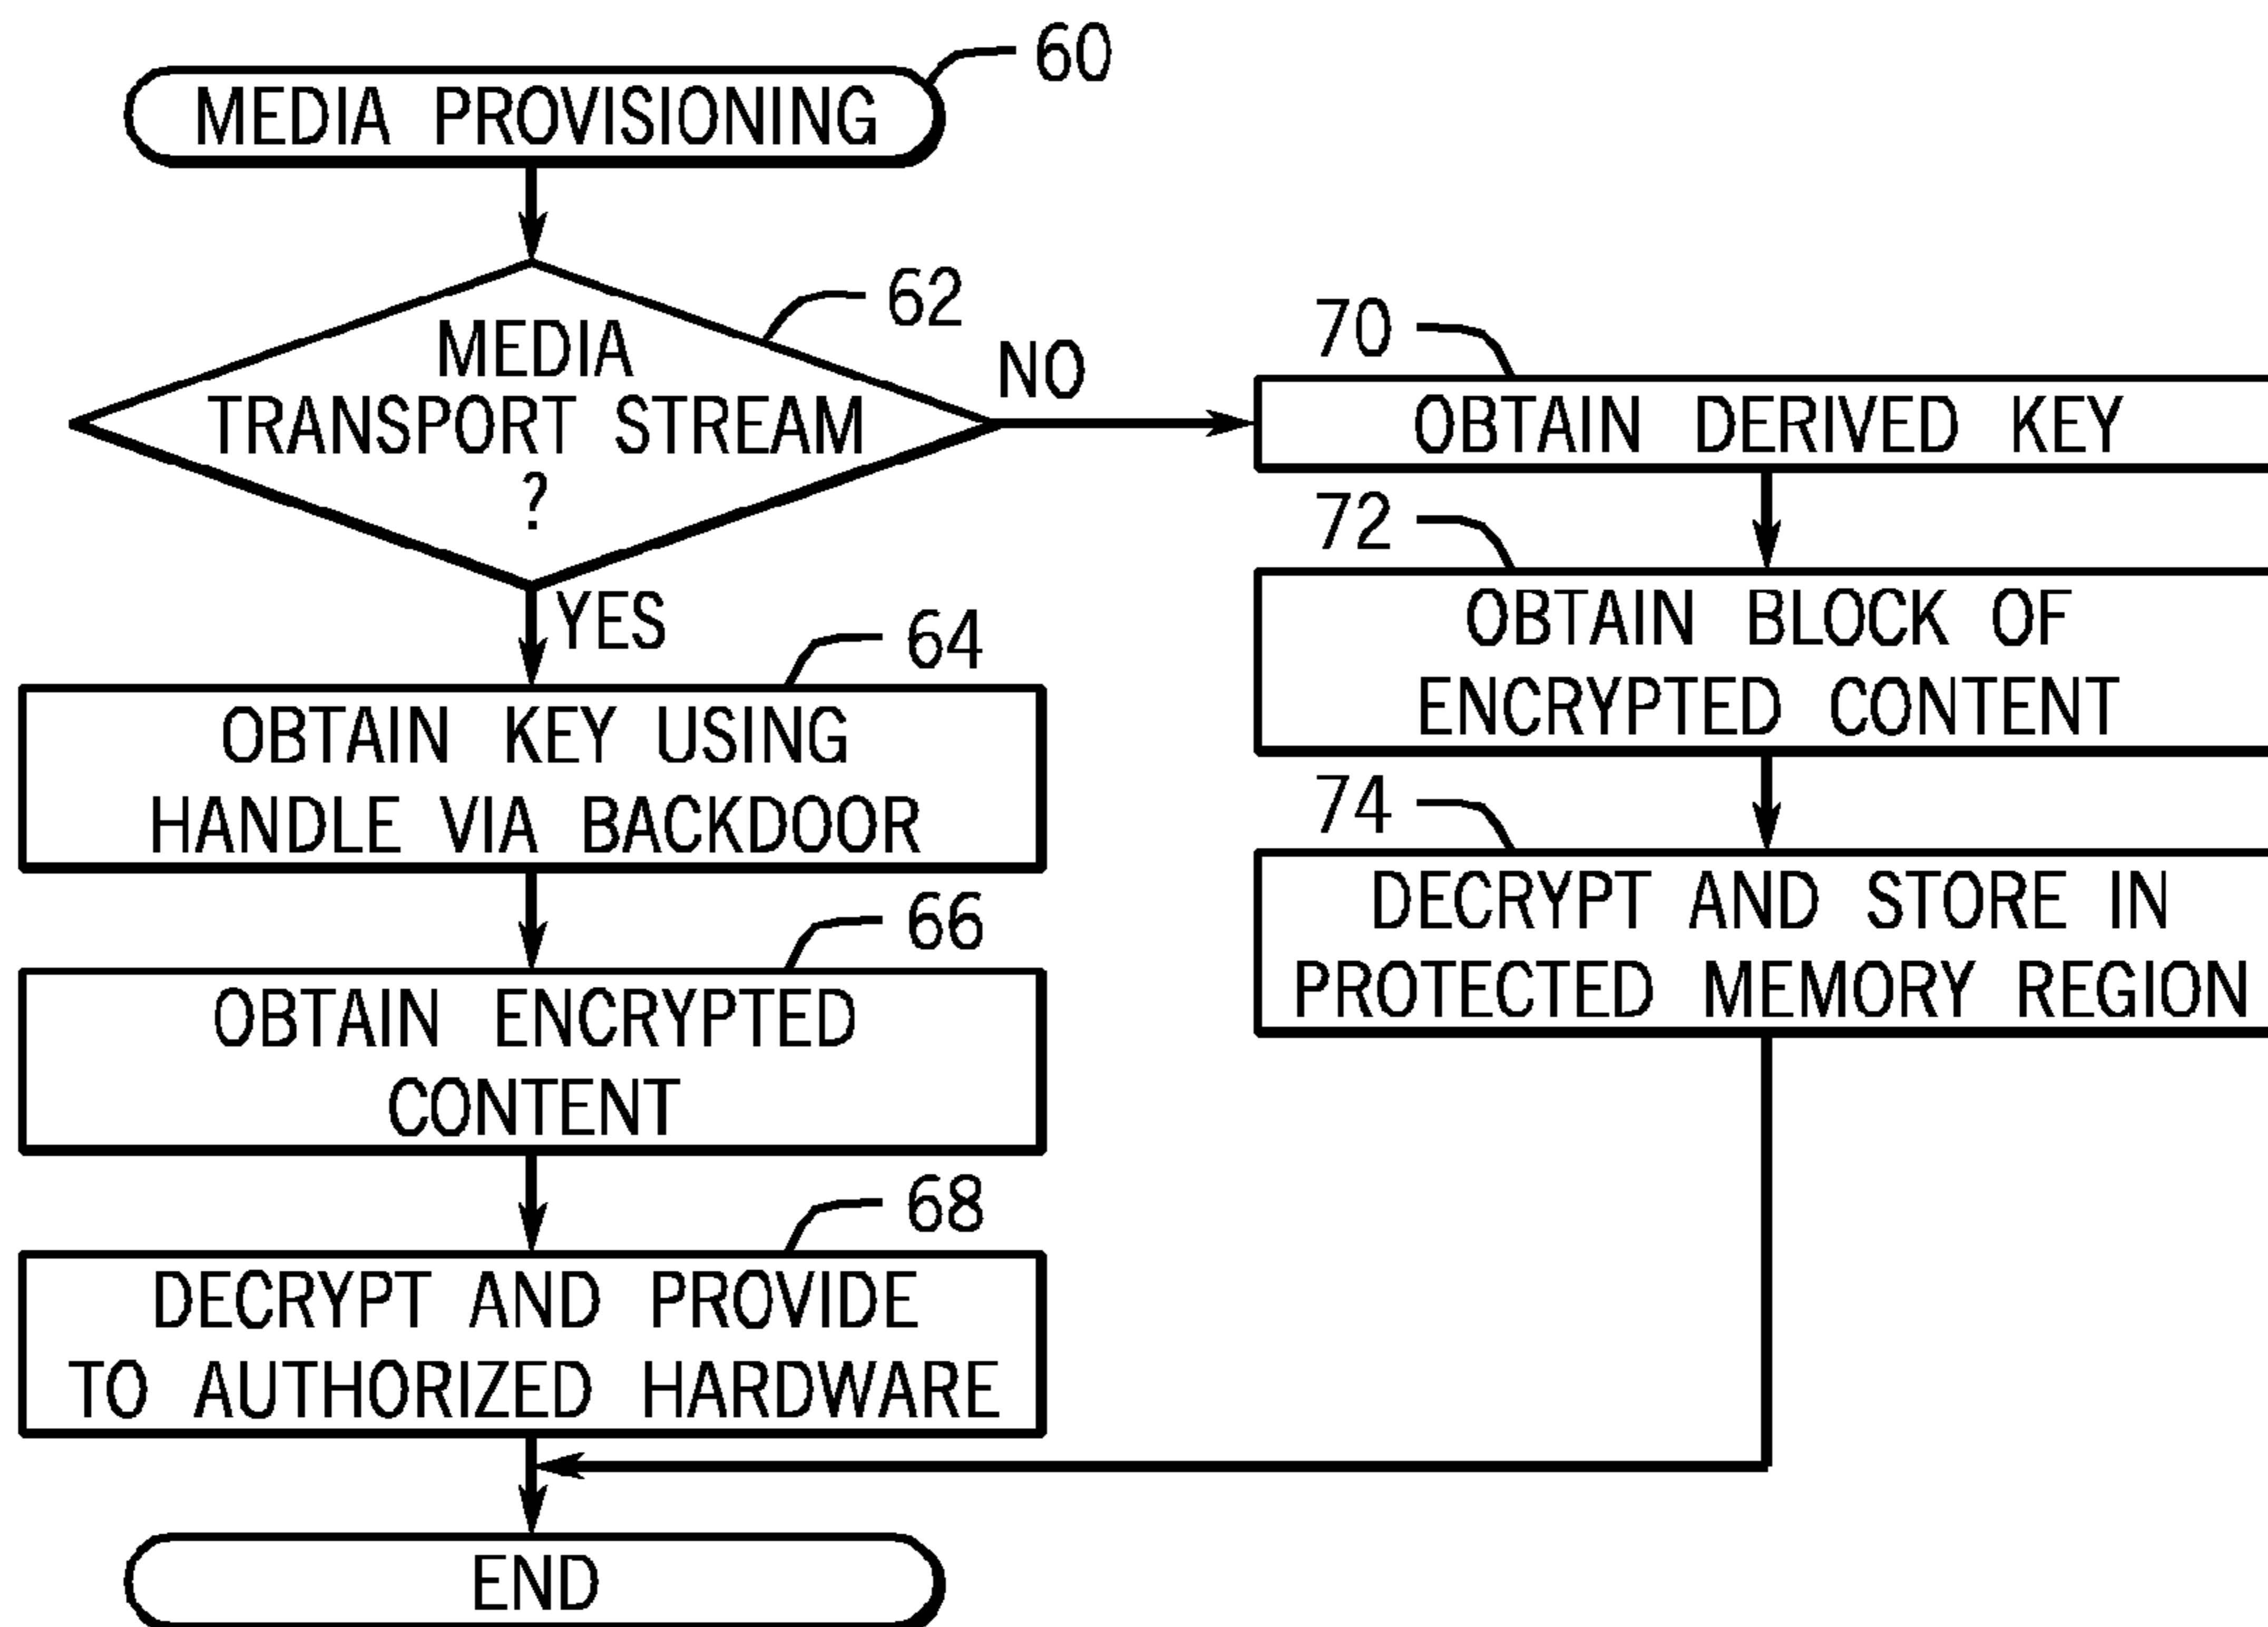 60
MEDIA PROVISIONING
62
MEDIA
TRANSPORT STREAM
?
NO
YES
64
OBTAIN KEY USING
HANDLE VIA BACKDOOR
66
OBTAIN ENCRYPTED
CONTENT
68
DECRYPT AND PROVIDE
TO AUTHORIZED HARDWARE
70
OBTAIN DERIVED KEY
72
OBTAIN BLOCK OF
ENCRYPTED CONTENT
74
DECRYPT AND STORE IN
PROTECTED MEMORY REGION
END